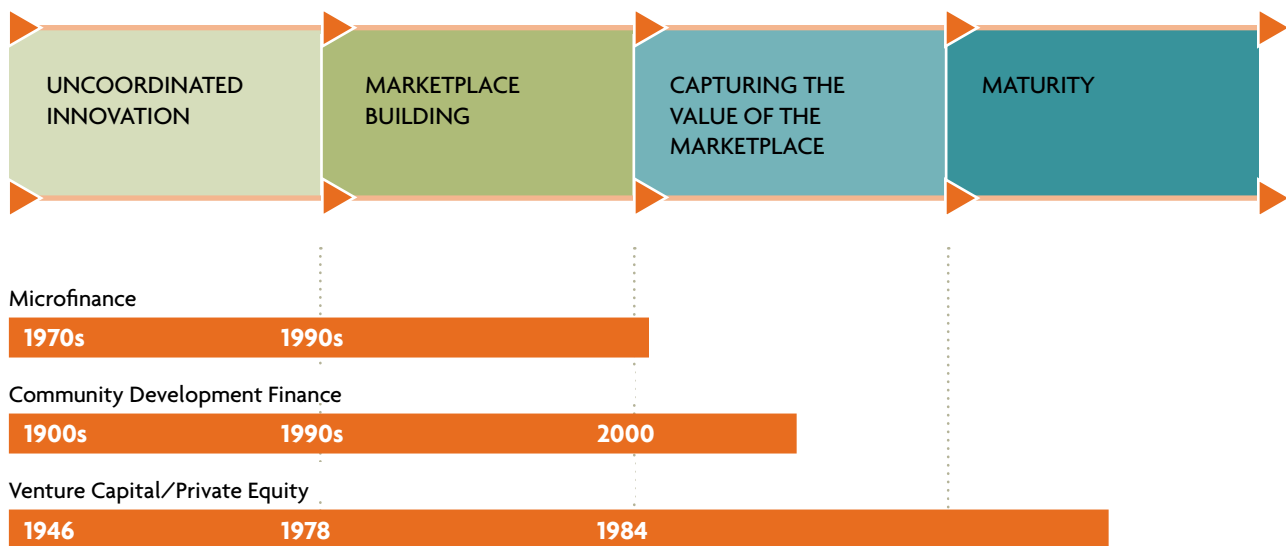 UNCOORDINATED
INNOVATION
MARKETPLACE
BUILDING
CAPTURING THE
VALUE OF THE
MARKETPLACE
MATURITY
Microfinance
1970s 1990s
Community Development Finance
1900s 1990s 2000
Venture Capital/Private Equity
1946 1978 1984